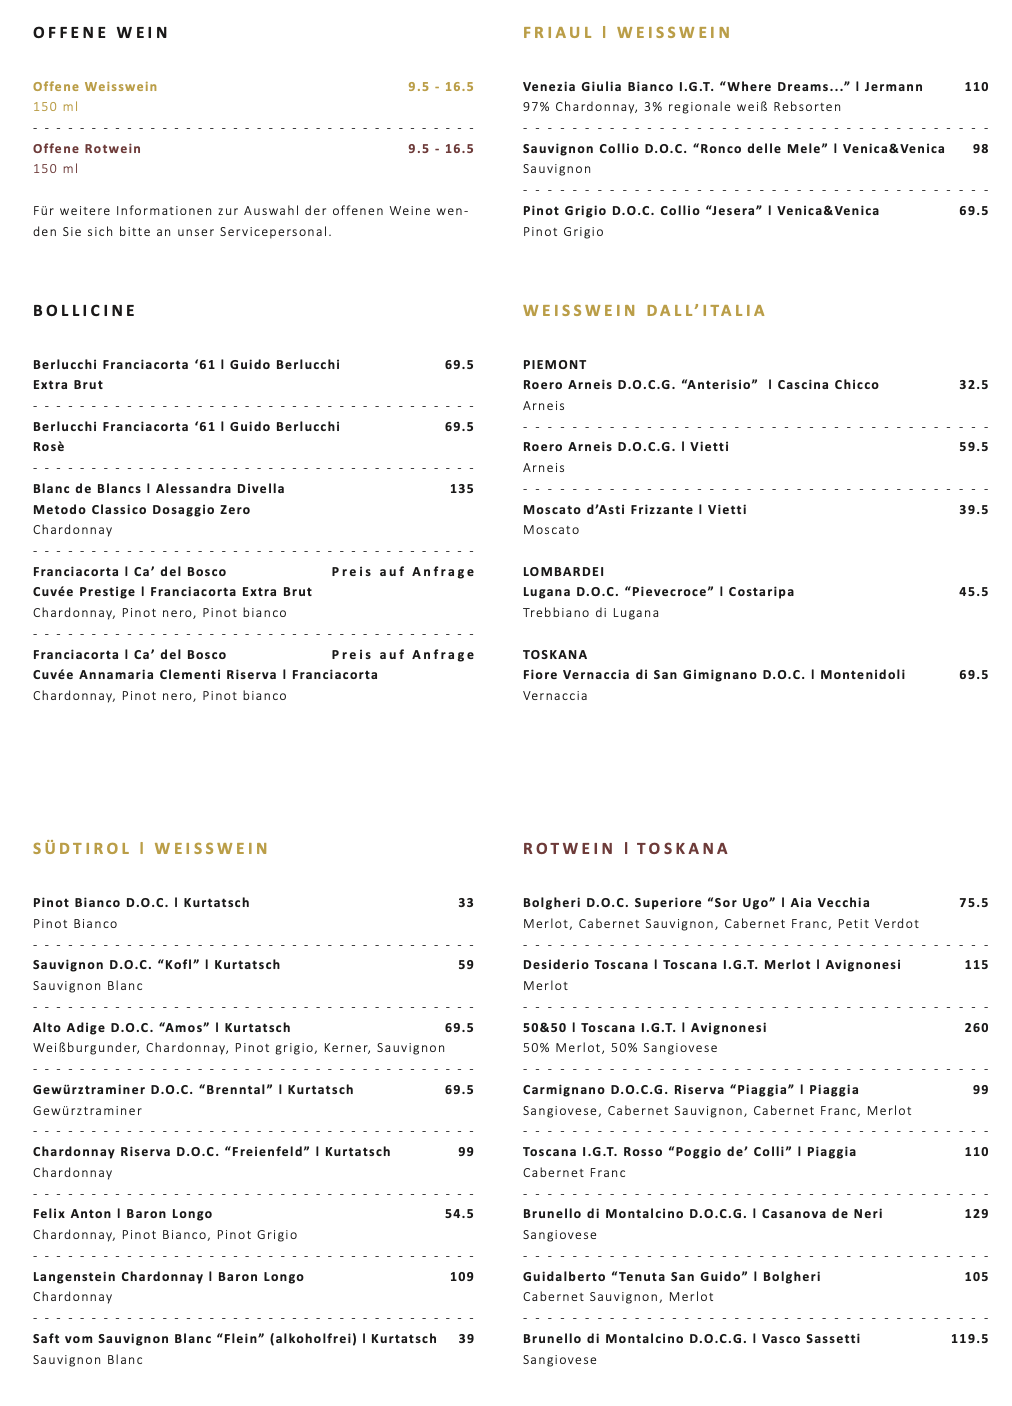 OFFENE WEIN
Offene Weisswein 9.5 - 16.5
150 ml
Offene Rotwein 9.5 - 16.5
150 ml
Für weitere Informationen zur Auswahl der offenen Weine wen-
den Sie sich bitte an unser Servicepersonal.
BOLLICINE
Berlucchi Franciacorta ‘61 l Guido Berlucchi 69.5
Extra Brut
Berlucchi Franciacorta ‘61 l Guido Berlucchi 69.5
Rosè
Blanc de Blancs l Alessandra Divella 135
Metodo Classico Dosaggio Zero
Chardonnay
Franciacorta l Ca’ del Bosco Preis auf Anfrage
Cuvée Prestige l Franciacorta Extra Brut
Chardonnay, Pinot nero, Pinot bianco
Franciacorta l Ca’ del Bosco Preis auf Anfrage
Cuvée Annamaria Clementi Riserva l Franciacorta
Chardonnay, Pinot nero, Pinot bianco
FRIAUL l WEISSWEIN
Venezia Giulia Bianco I.G.T. “Where Dreams...” l Jermann 110
97% Chardonnay, 3% regionale weiß Rebsorten
Sauvignon Collio D.O.C. “Ronco delle Mele” l Venica&Venica 98
Sauvignon
Pinot Grigio D.O.C. Collio “Jesera” l Venica&Venica 69.5
Pinot Grigio
WEISSWEIN DALL’ITALIA
PIEMONT
Roero Arneis D.O.C.G. “Anterisio” l Cascina Chicco 32.5
Arneis
Roero Arneis D.O.C.G. l Vietti 59.5
Arneis
Moscato d’Asti Frizzante l Vietti 39.5
Moscato
LOMBARDEI
Lugana D.O.C. “Pievecroce” l Costaripa 45.5
Trebbiano di Lugana
TOSKANA
Fiore Vernaccia di San Gimignano D.O.C. l Montenidoli 69.5
Vernaccia
SÜDTIROL l WEISSWEIN
Pinot Bianco D.O.C. l Kurtatsch 33
Pinot Bianco
Sauvignon D.O.C. “Kofl” l Kurtatsch 59
Sauvignon Blanc
Alto Adige D.O.C. “Amos” l Kurtatsch 69.5
Weißburgunder, Chardonnay, Pinot grigio, Kerner, Sauvignon
Gewürztraminer D.O.C. “Brenntal” l Kurtatsch 69.5
Gewürztraminer
Chardonnay Riserva D.O.C. “Freienfeld” l Kurtatsch 99
Chardonnay
Felix Anton l Baron Longo 54.5
Chardonnay, Pinot Bianco, Pinot Grigio
Langenstein Chardonnay l Baron Longo 109
Chardonnay
Saft vom Sauvignon Blanc “Flein” (alkoholfrei) l Kurtatsch 39
Sauvignon Blanc
ROTWEIN l TOSKANA
Bolgheri D.O.C. Superiore “Sor Ugo” l Aia Vecchia 75.5
Merlot, Cabernet Sauvignon, Cabernet Franc, Petit Verdot
Desiderio Toscana l Toscana I.G.T. Merlot l Avignonesi 115
Merlot
50&50 l Toscana I.G.T. l Avignonesi 260
50% Merlot, 50% Sangiovese
Carmignano D.O.C.G. Riserva “Piaggia” l Piaggia 99
Sangiovese, Cabernet Sauvignon, Cabernet Franc, Merlot
Toscana I.G.T. Rosso “Poggio de’ Colli” l Piaggia 110
Cabernet Franc
Brunello di Montalcino D.O.C.G. l Casanova de Neri 129
Sangiovese
Guidalberto “Tenuta San Guido” l Bolgheri 105
Cabernet Sauvignon, Merlot
Brunello di Montalcino D.O.C.G. l Vasco Sassetti 119.5
Sangiovese